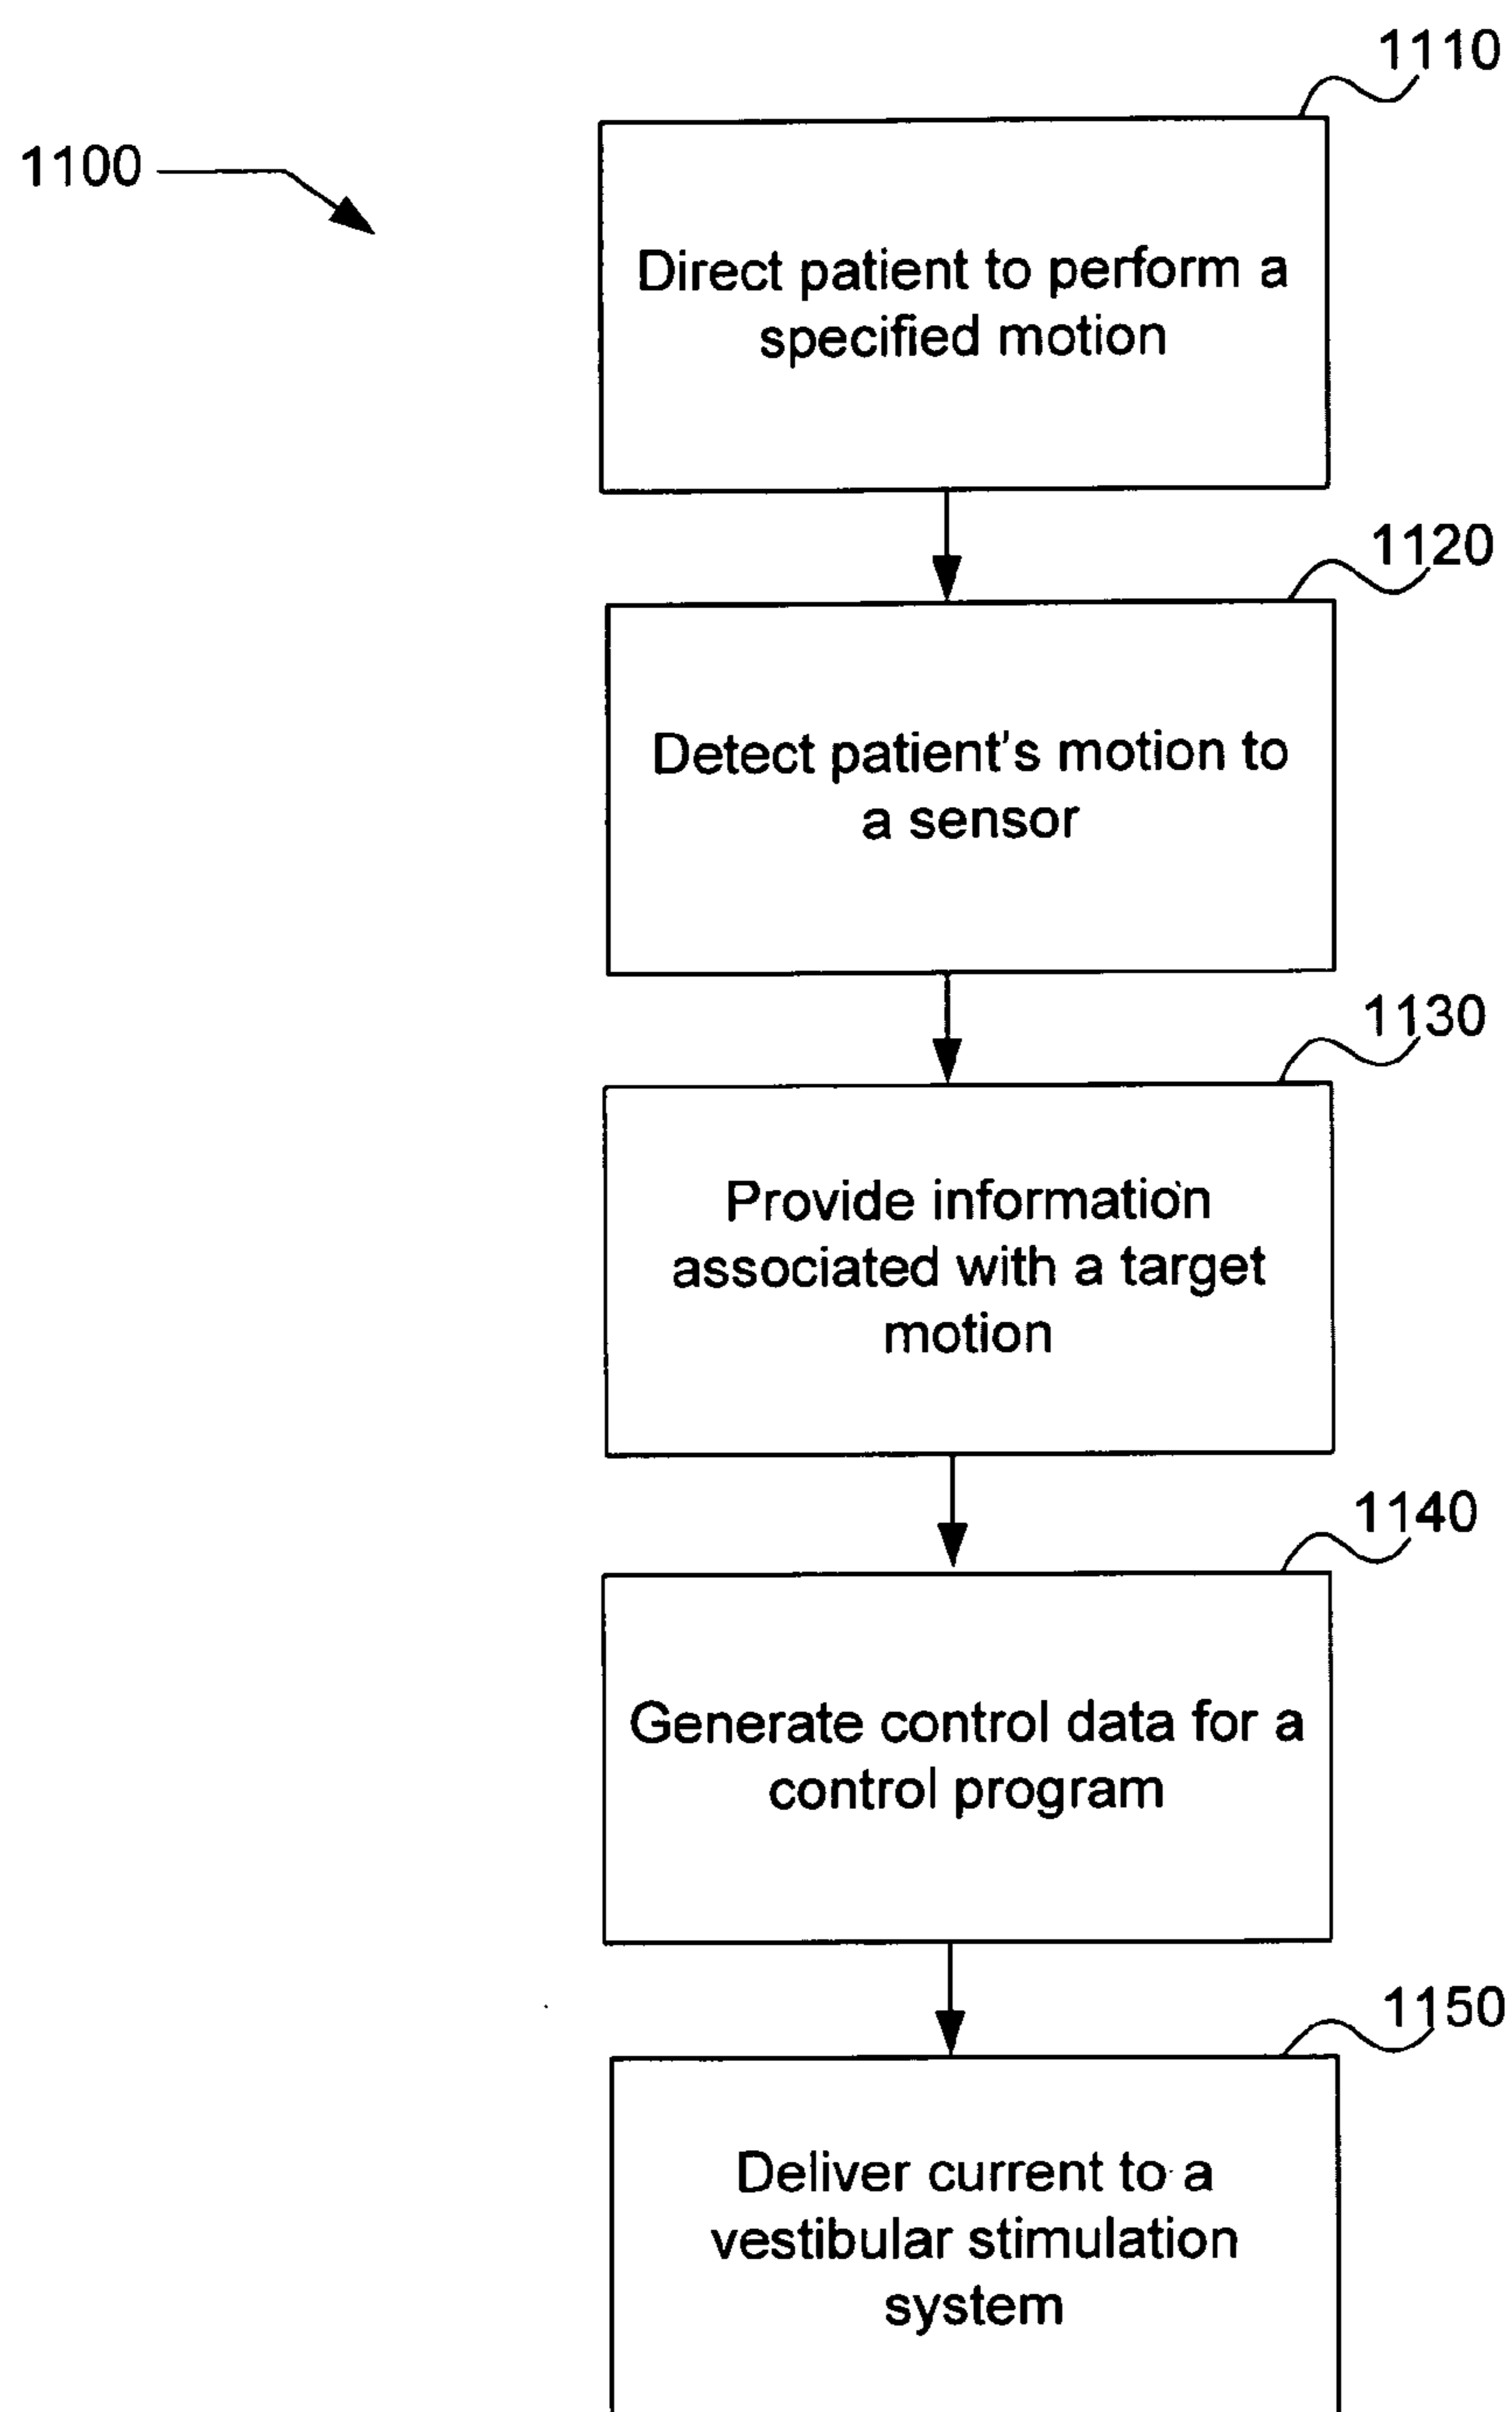 1110
1100
Direct patient to perform a
specified motion
1120
Detect patient's motion to
a sensor
1130
Provide information
associated with a target
motion
1140
Generate control data for a
control program
1150
Deliver current to a
vestibular stimulation
system